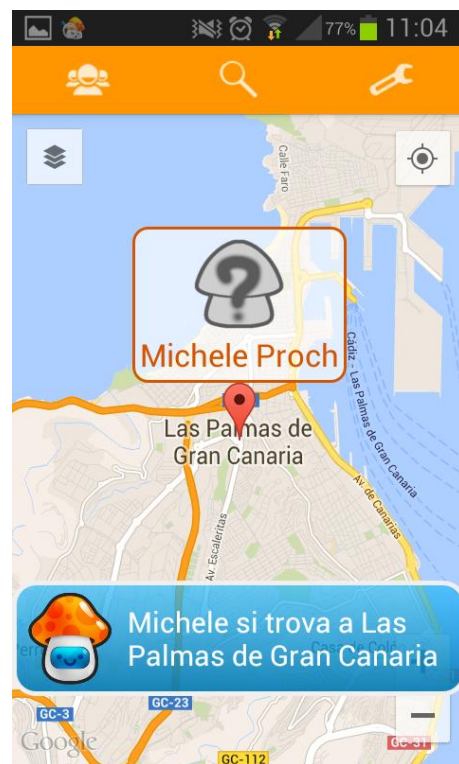 77% 11:04
Calle Faro
?
Michele Proch
Cádiz - Las Palmas de Gran Canaria
Las Palmas de
Gran Canaria
Av. de Canarias
Av. Escaleritas
Michele si trova a Las
Palmas de Gran Canaria
GC-3
GC-23
Google
GC-31
GC-112